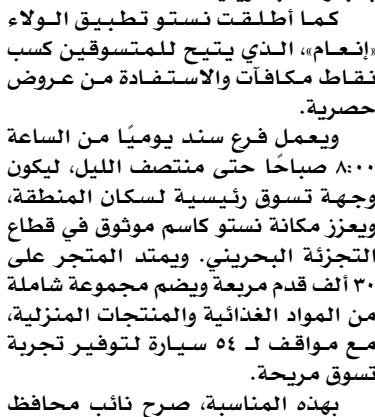 كما أطلقت نستو تطبيق الولاء
«إنعام»، الذي يتيح للمتسوقين كسب
نقاط مكافآت والاستفادة من عروض
حصرية.
ويعمل فرع سند يوميًا من الساعة
٨:٠٠ صباحًا حتى منتصف الليل، ليكون
وجهة تسوق رئيسية لسكان المنطقة،
ويعزز مكانة نستو كاسم موثوق في قطاع
التجزئة البحريني. ويمتد المتجر على
٣٠ ألف قدم مربعة ويضم مجموعة شاملة
من المواد الغذائية والمنتجات المنزلية،
مع مواقف لـ ٥٤ سيارة لتوفير تجربة
تسوق مريحة.
بهذه المناسبة، صرح نائب محافظ